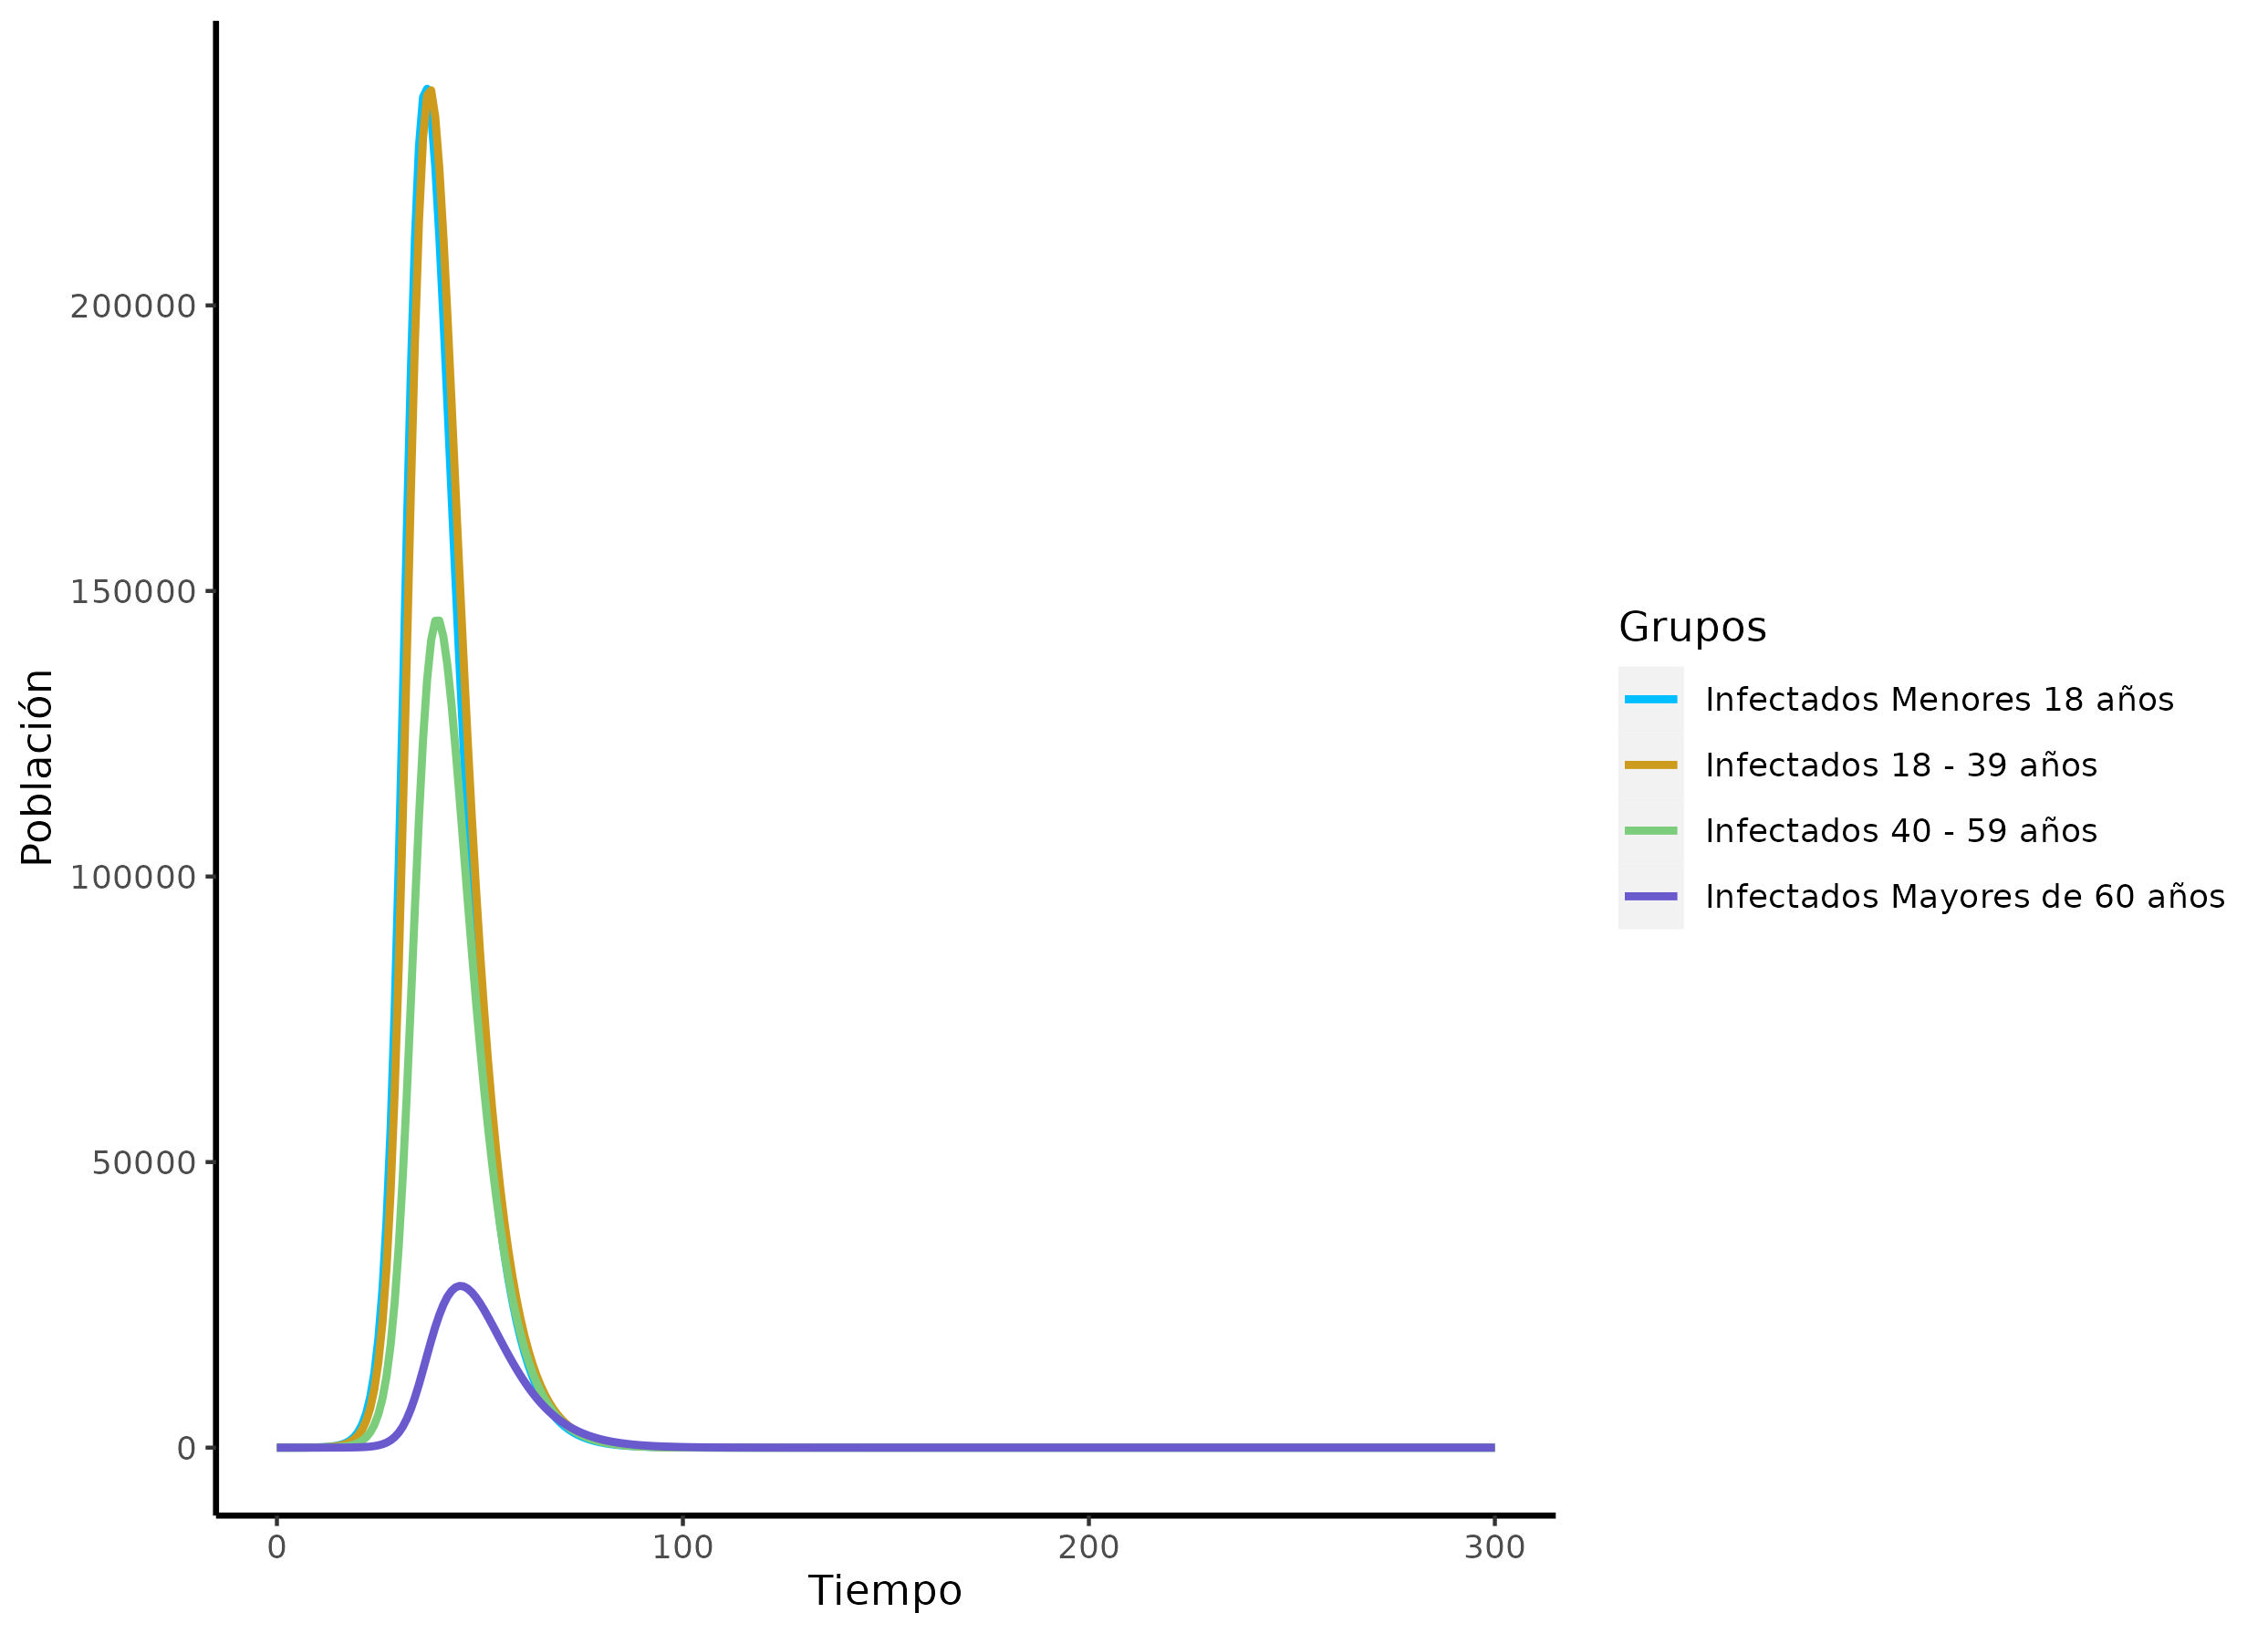 Población
200000
150000
100000
50000
0
0 100 200 300
Tiempo
Grupos
Infectados Menores 18 años
Infectados 18 - 39 años
Infectados 40 - 59 años
Infectados Mayores de 60 años